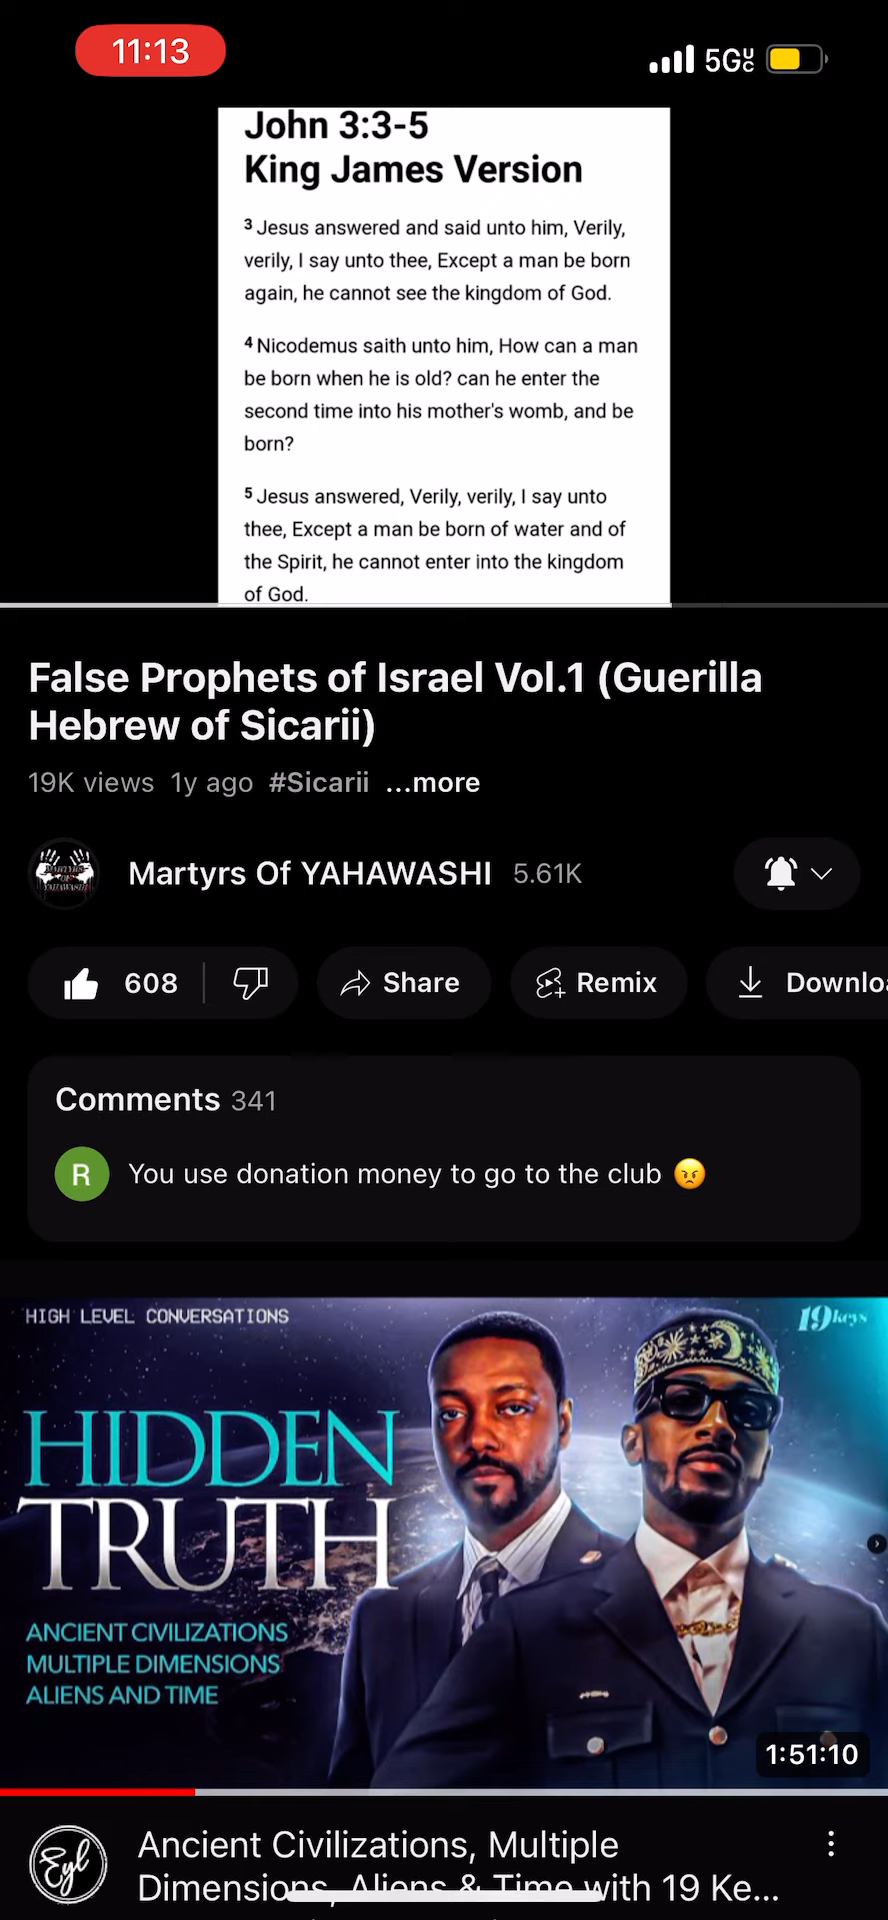 11:13
5G UC
John 3:3-5
King James Version
3 Jesus answered and said unto him, Verily,
verily, I say unto thee, Except a man be born
again, he cannot see the kingdom of God.
4 Nicodemus saith unto him, How can a man
be born when he is old? can he enter the
second time into his mother's womb, and be
born?
5 Jesus answered, Verily, verily, I say unto
thee, Except a man be born of water and of
the Spirit, he cannot enter into the kingdom
of God.
False Prophets of Israel Vol.1 (Guerilla
Hebrew of Sicarii)
19K views 1y ago #Sicarii ...more
MARTYRS
OF
YAHAWASHI
Martyrs Of YAHAWASHI 5.61K
608
Share
Remix
Downloa
Comments 341
R
You use donation money to go to the club 😠
HIGH LEVEL CONVERSATIONS
19keys
HIDDEN
TRUTH
ANCIENT CIVILIZATIONS
MULTIPLE DIMENSIONS
ALIENS AND TIME
1:51:10
Eyl
Ancient Civilizations, Multiple
Dimensions, Aliens & Time with 19 Ke...